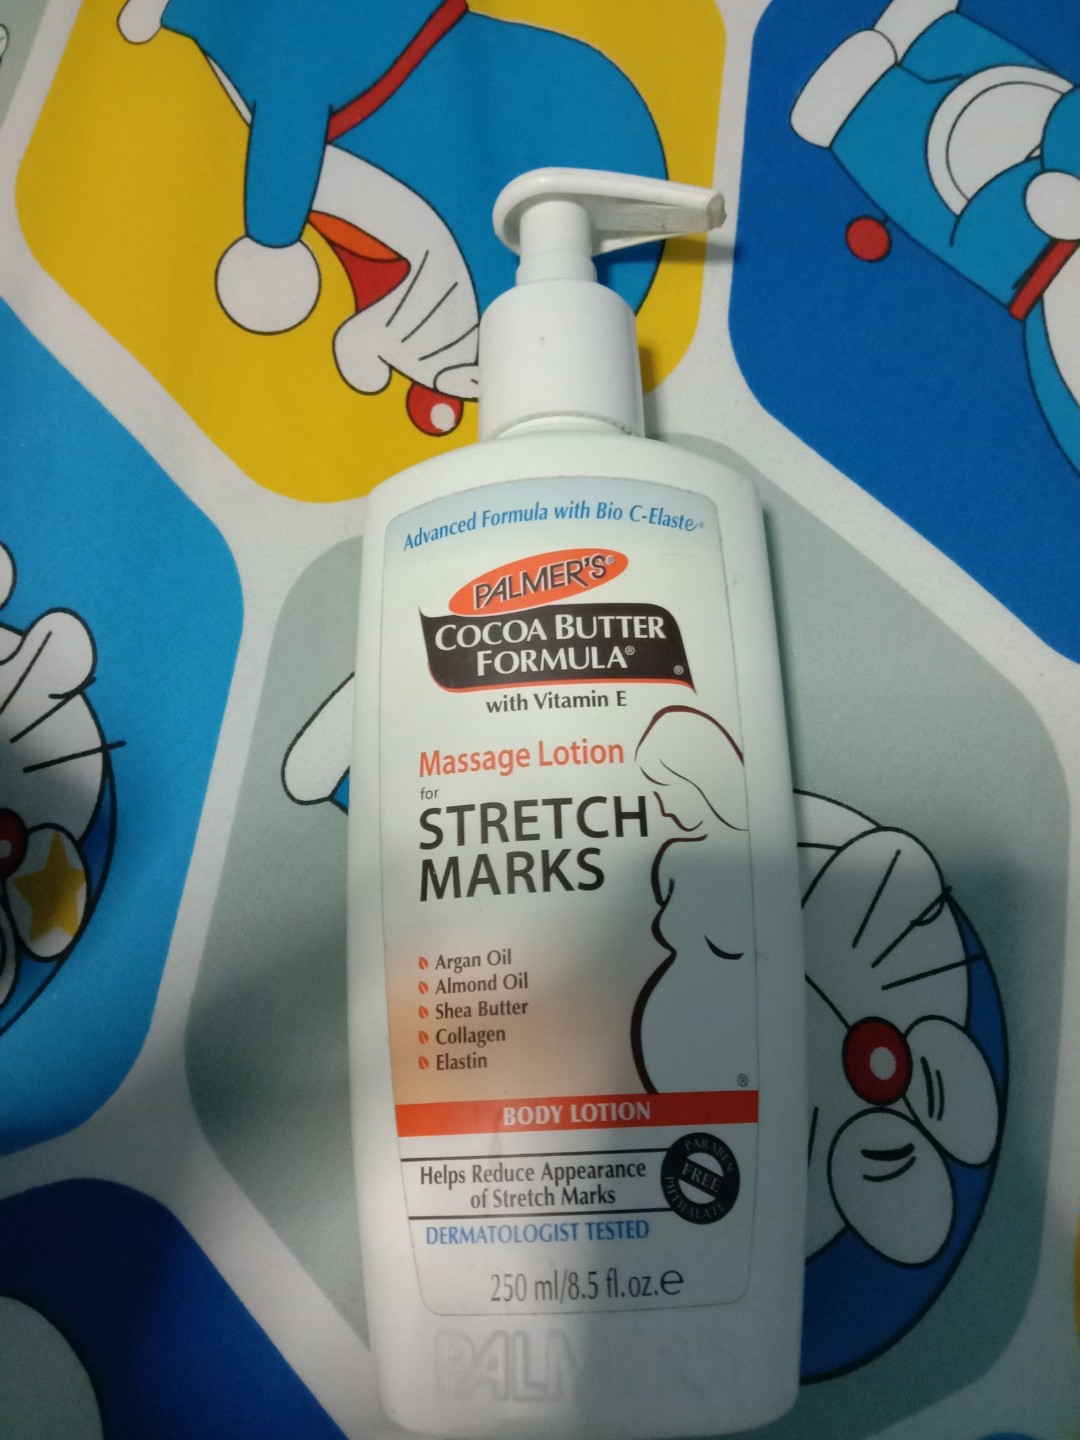 Advanced Formula with Bio C-Elaste®
PALMER'S®
COCOA BUTTER
FORMULA®
®
with Vitamin E
Massage Lotion
for
STRETCH
MARKS
Argan Oil
Almond Oil
Shea Butter
Collagen
Elastin
®
BODY LOTION
Helps Reduce Appearance
of Stretch Marks
PARABEN
FREE
PHTHALATE
DERMATOLOGIST TESTED
250 ml/8.5 fl.oz.℮
PALMER'S